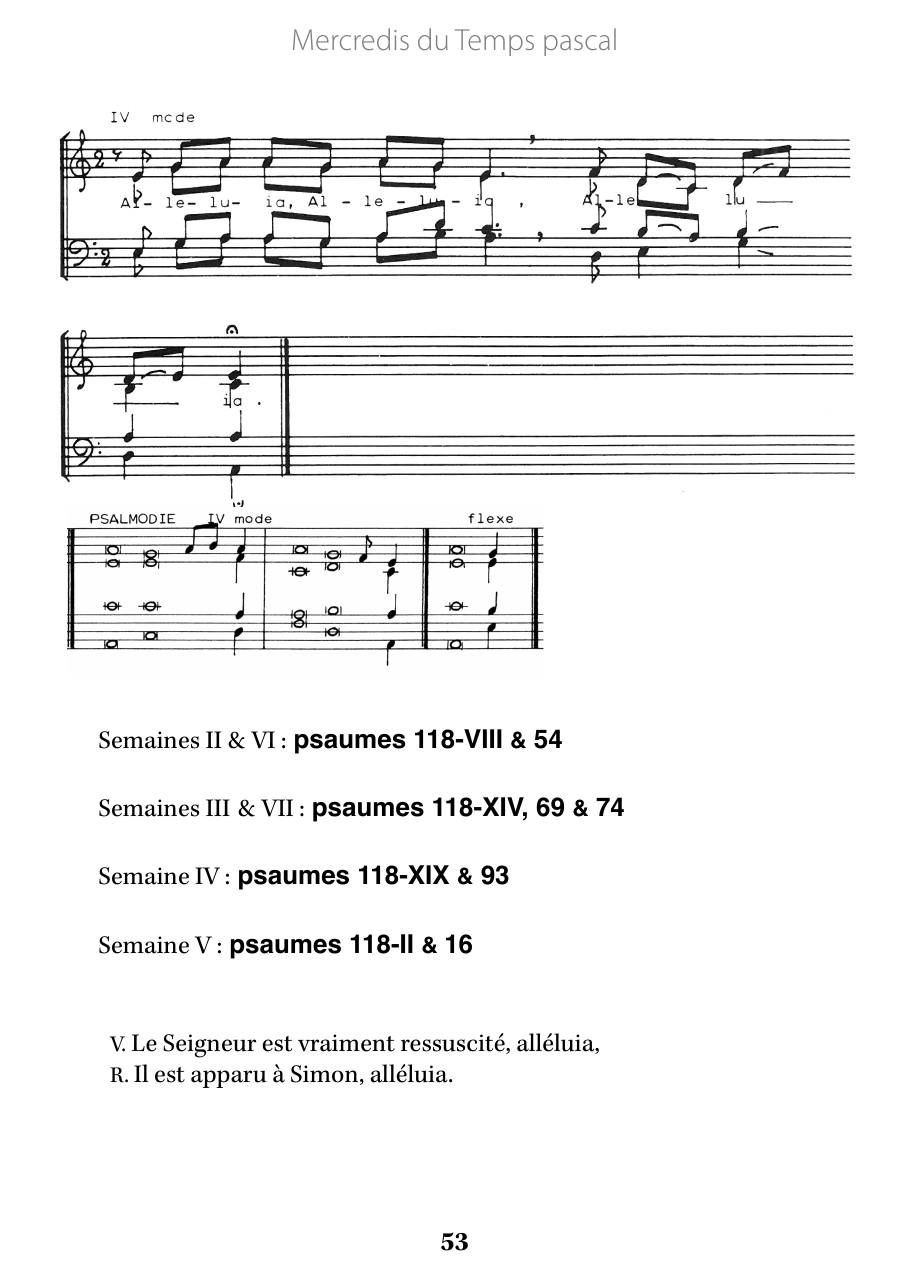 Mercredis du Temps pascal
IV mode
Al- le- lu- ia, Al - le - lu - ia , Al-le lu
ia .
PSALMODIE IV mode flexe
Semaines II & VI : psaumes 118-VIII & 54
Semaines III & VII : psaumes 118-XIV, 69 & 74
Semaine IV : psaumes 118-XIX & 93
Semaine V : psaumes 118-II & 16
V. Le Seigneur est vraiment ressuscité, alléluia,
R. Il est apparu à Simon, alléluia.
53